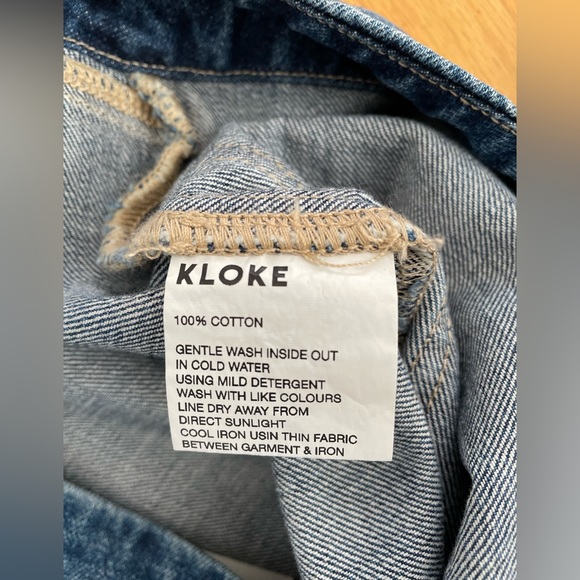 KLOKE
100% COTTON
GENTLE WASH INSIDE OUT
IN COLD WATER
USING MILD DETERGENT
WASH WITH LIKE COLOURS
LINE DRY AWAY FROM
DIRECT SUNLIGHT
COOL IRON USIN THIN FABRIC
BETWEEN GARMENT & IRON